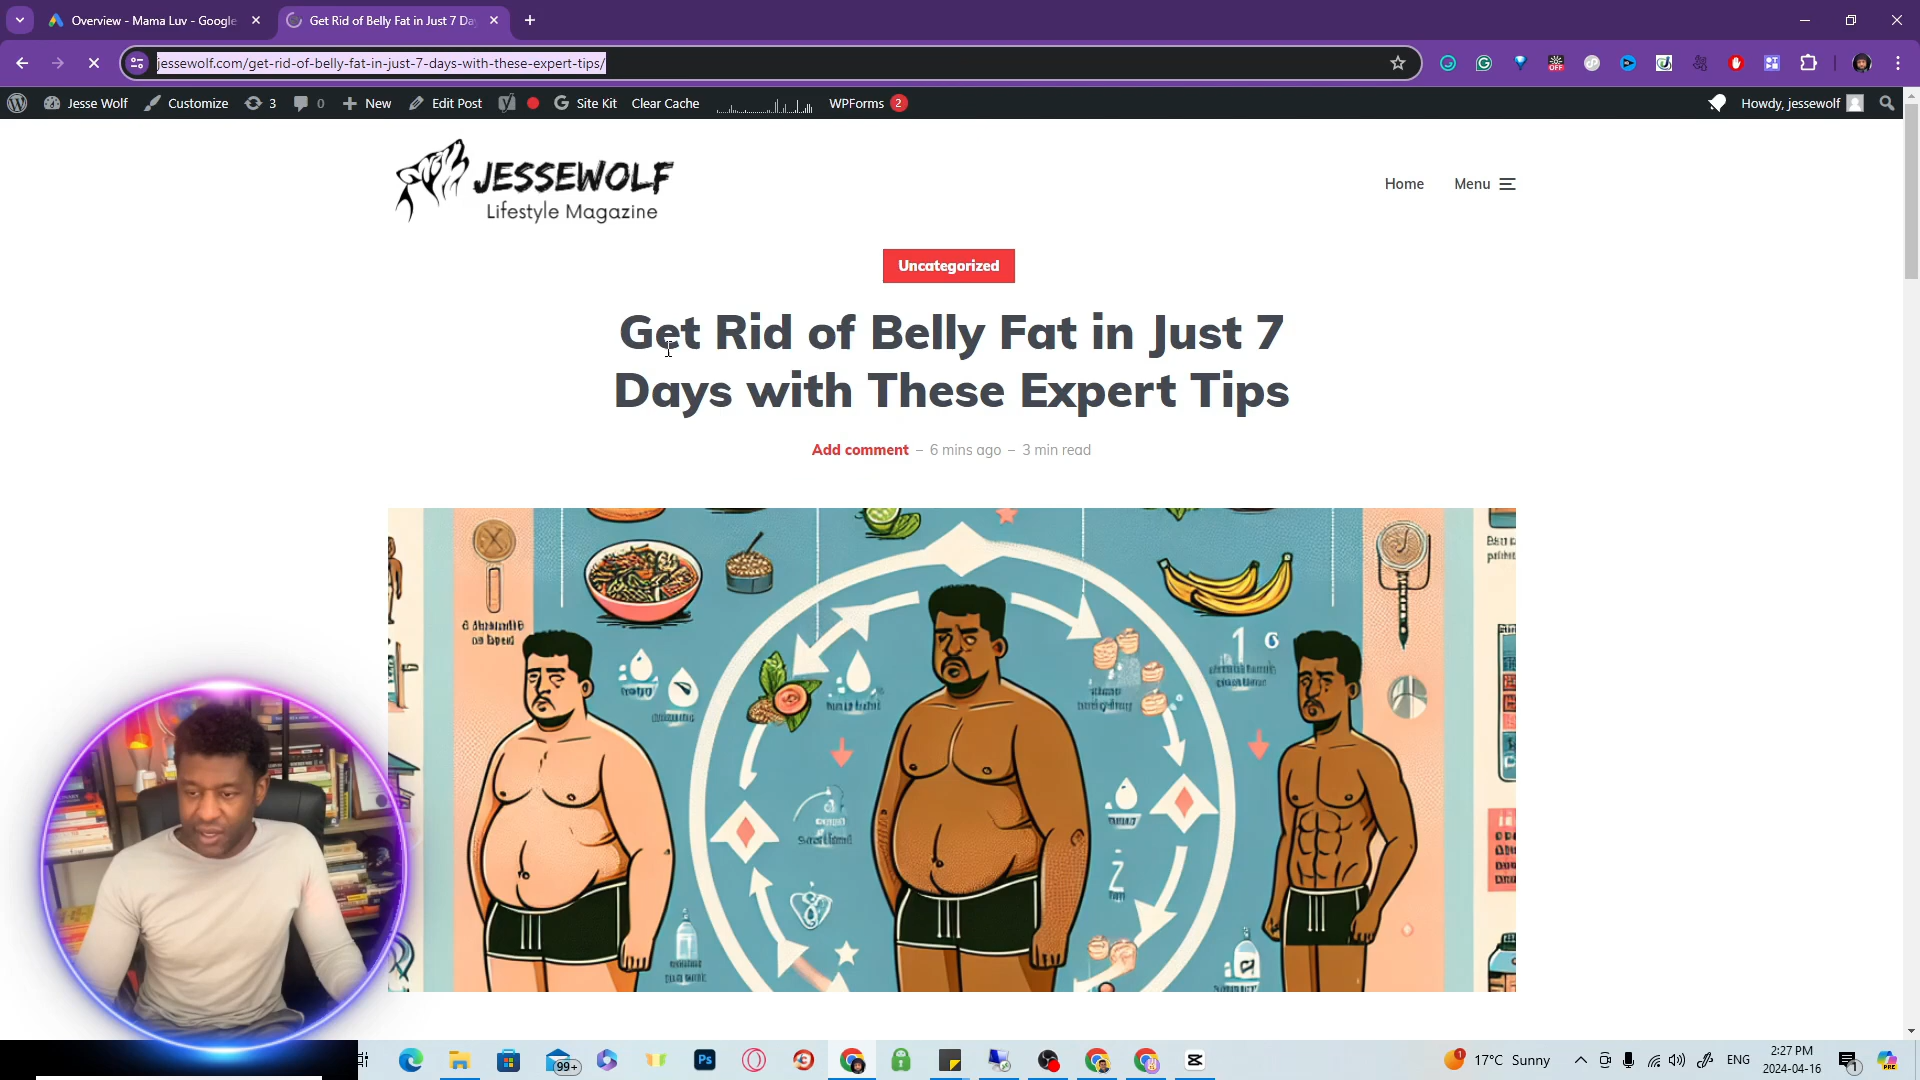 Overview - Mama Luv - Google
Get Rid of Belly Fat in Just 7 Da
jessewolf.com/get-rid-of-belly-fat-in-just-7-days-with-these-expert-tips/
Jesse Wolf Customize 3 0 New Edit Post Site Kit Clear Cache WPForms 2 Howdy, jessewolf
JESSEWOLF
Lifestyle Magazine
Home Menu
Uncategorized
Get Rid of Belly Fat in Just 7
Days with These Expert Tips
Add comment – 6 mins ago – 3 min read
99+
Ps
17°C Sunny
ENG
2:27 PM
2024-04-16